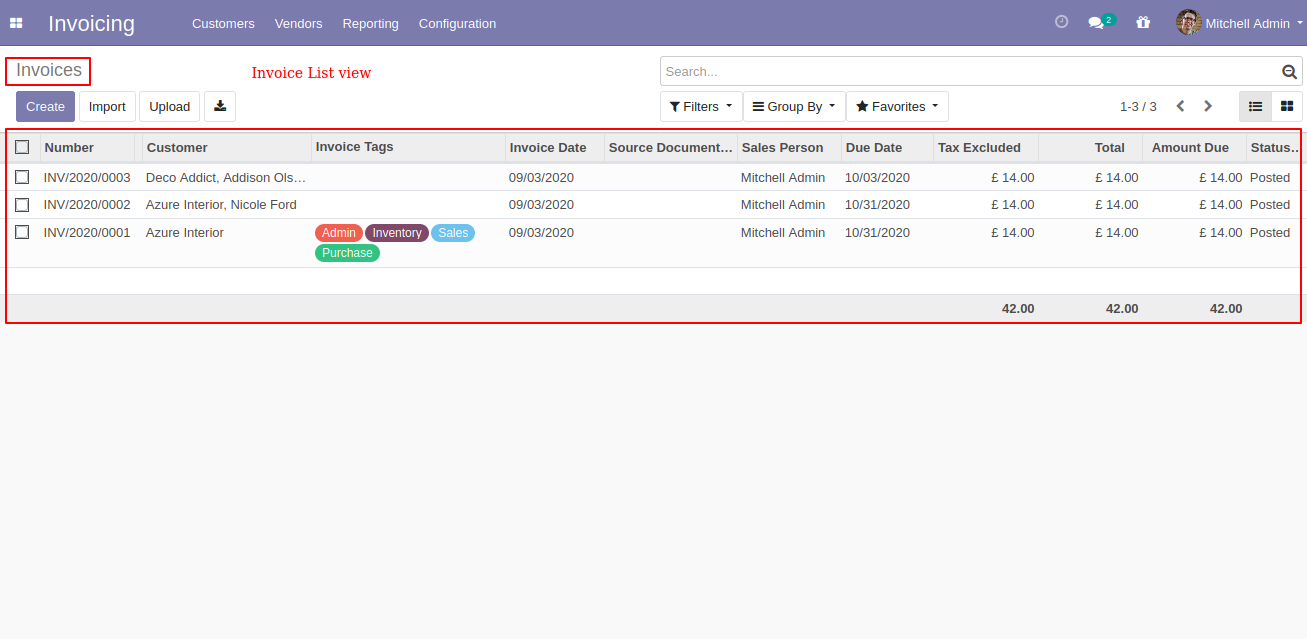 Invoicing Customers Vendors Reporting Configuration 2 Mitchell Admin
Invoices Invoice List view Search...
Create Import Upload Filters Group By Favorites 1-3 / 3
Number Customer Invoice Tags Invoice Date Source Document... Sales Person Due Date Tax Excluded Total Amount Due Status...
INV/2020/0003 Deco Addict, Addison Ols... 09/03/2020 Mitchell Admin 10/03/2020 £ 14.00 £ 14.00 £ 14.00 Posted
INV/2020/0002 Azure Interior, Nicole Ford 09/03/2020 Mitchell Admin 10/31/2020 £ 14.00 £ 14.00 £ 14.00 Posted
INV/2020/0001 Azure Interior Admin Inventory Sales 09/03/2020 Mitchell Admin 10/31/2020 £ 14.00 £ 14.00 £ 14.00 Posted
Purchase
42.00 42.00 42.00